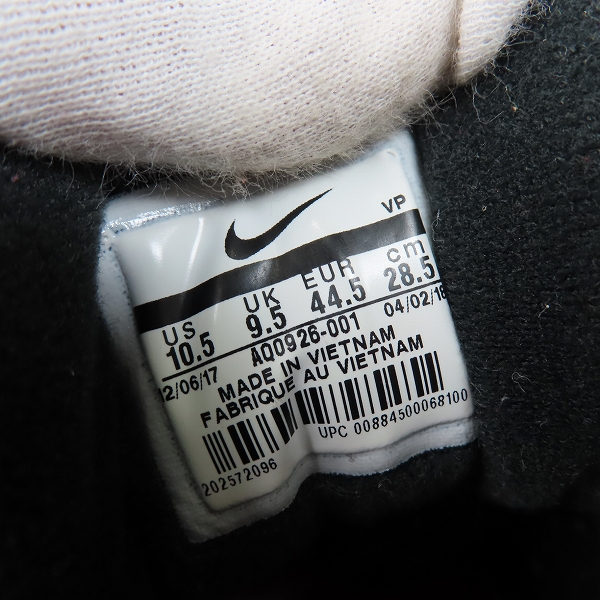 VP
US UK EUR cm
10.5 9.5 44.5 28.5
AQ0926-001
2/06/17 04/02/18
MADE IN VIETNAM
FABRIQUE AU VIETNAM
UPC 00884500068100
202572096